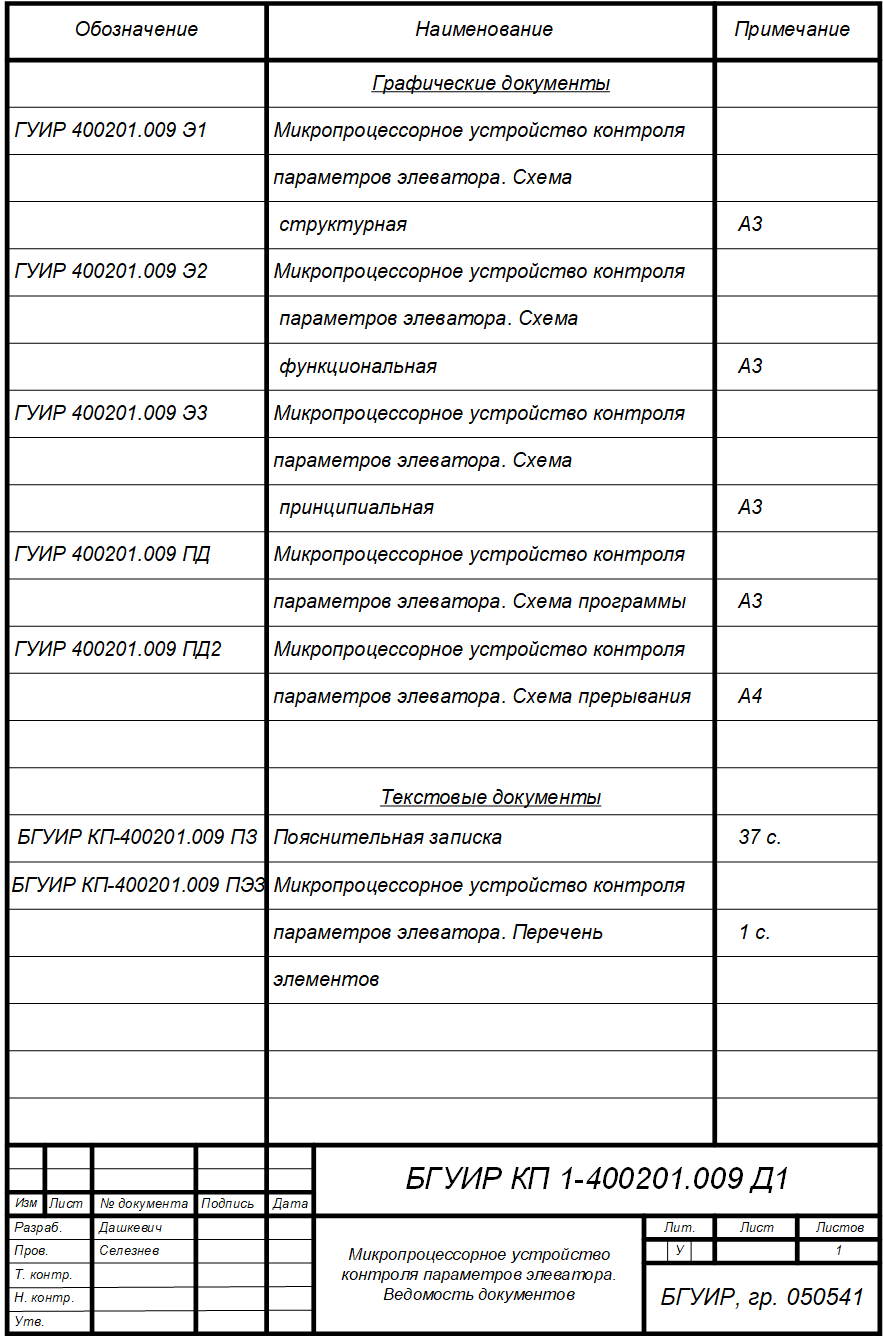 Обозначение Наименование Примечание
Графические документы
ГУИР 400201.009 Э1 Микропроцессорное устройство контроля
параметров элеватора. Схема
структурная А3
ГУИР 400201.009 Э2 Микропроцессорное устройство контроля
параметров элеватора. Схема
функциональная А3
ГУИР 400201.009 Э3 Микропроцессорное устройство контроля
параметров элеватора. Схема
принципиальная А3
ГУИР 400201.009 ПД Микропроцессорное устройство контроля
параметров элеватора. Схема программы А3
ГУИР 400201.009 ПД2 Микропроцессорное устройство контроля
параметров элеватора. Схема прерывания А4
Текстовые документы
БГУИР КП-400201.009 ПЗ Пояснительная записка 37 с.
БГУИР КП-400201.009 ПЭЗ Микропроцессорное устройство контроля
параметров элеватора. Перечень 1 с.
элементов
БГУИР КП 1-400201.009 Д1
Изм Лист № документа Подпись Дата
Разраб. Дашкевич
Пров. Селезнев
Т. контр.
Н. контр.
Утв.
Микропроцессорное устройство
контроля параметров элеватора.
Ведомость документов
Лит. Лист Листов
У 1
БГУИР, гр. 050541